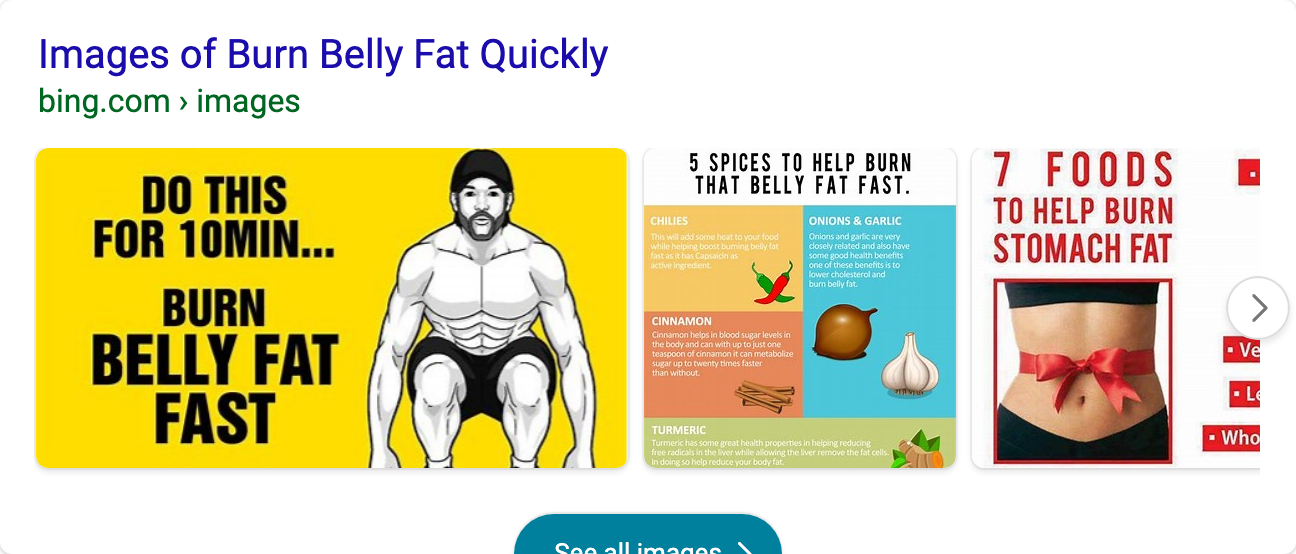 Images of Burn Belly Fat Quickly
bing.com › images
DO THIS
FOR 10MIN...
BURN
BELLY FAT
FAST
5 SPICES TO HELP BURN
THAT BELLY FAT FAST.
CHILIES
This will add some heat to your food
while helping boost burning belly fat
fast as it has Capsaicin as
active ingredient.
ONIONS & GARLIC
Onions and garlic are very
closely related and also have
some good health benefits
one of these benefits is to
lower cholesterol and
burn belly fat.
CINNAMON
Cinnamon helps in blood sugar levels in
the body and can with up to just one
teaspoon of cinnamon it can metabolize
sugar up to twenty times faster
than without.
TURMERIC
Turmeric has some great health properties in helping reducing
free radicals in the liver while allowing the liver remove the fat cells.
In doing so help reduce your body fat.
7 FOODS
TO HELP BURN
STOMACH FAT
▪ Ve
▪ Le
▪ Who
See all images